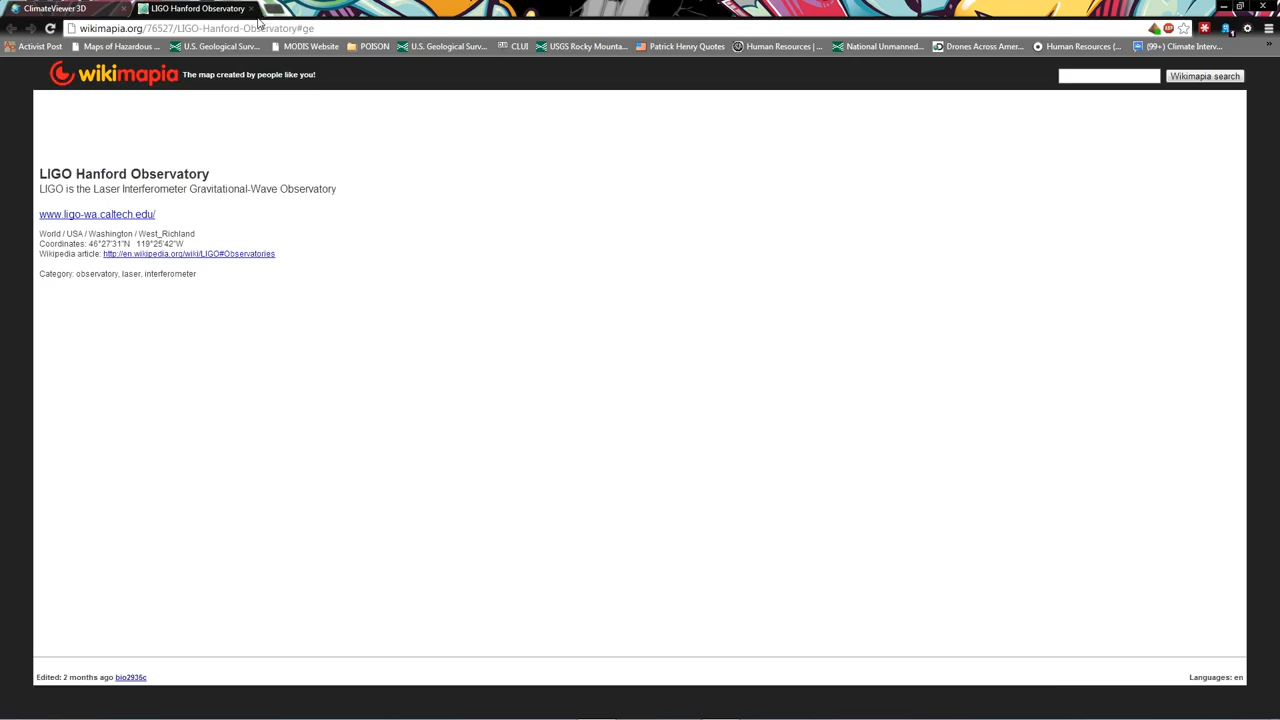 ClimateViewer 3D
LIGO Hanford Observatory
wikimapia.org/76527/LIGO-Hanford-Observatory#ge
Activist Post
Maps of Hazardous ...
U.S. Geological Surv...
MODIS Website
POISON
U.S. Geological Surv...
CLUI
USGS Rocky Mounta...
Patrick Henry Quotes
Human Resources | ...
National Unmanned...
Drones Across Amer...
Human Resources (...
(99+) Climate Interv...
»
wikimapia The map created by people like you!
Wikimapia search
LIGO Hanford Observatory
LIGO is the Laser Interferometer Gravitational-Wave Observatory
www.ligo-wa.caltech.edu/
World / USA / Washington / West_Richland
Coordinates: 46°27'31"N 119°25'42"W
Wikipedia article: http://en.wikipedia.org/wiki/LIGO#Observatories
Category: observatory, laser, interferometer
Edited: 2 months ago bio2935c
Languages: en